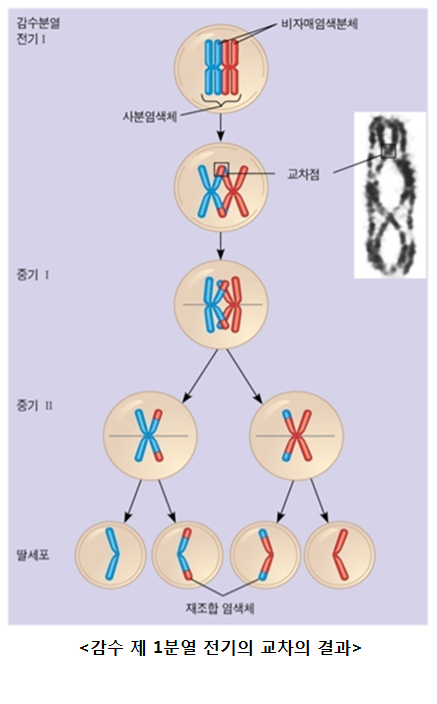 감수분열
전기 I
비자매염색분체
사분염색체
교차점
중기 I
중기 II
딸세포
재조합 염색체
<감수 제 1분열 전기의 교차의 결과>